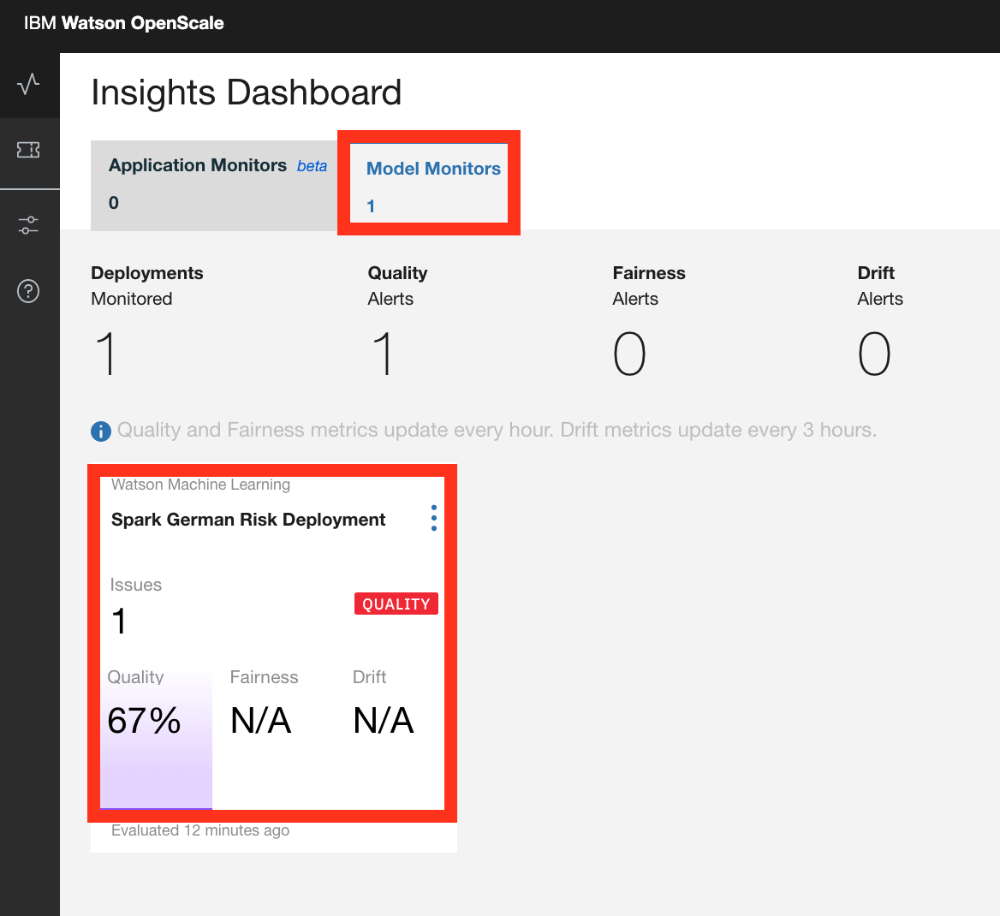 IBM Watson OpenScale
Insights Dashboard
Application Monitors beta
0
Model Monitors
1
Deployments
Monitored
1
Quality
Alerts
1
Fairness
Alerts
0
Drift
Alerts
0
Quality and Fairness metrics update every hour. Drift metrics update every 3 hours.
Watson Machine Learning
Spark German Risk Deployment
Issues
1
QUALITY
Quality
67%
Fairness
N/A
Drift
N/A
Evaluated 12 minutes ago